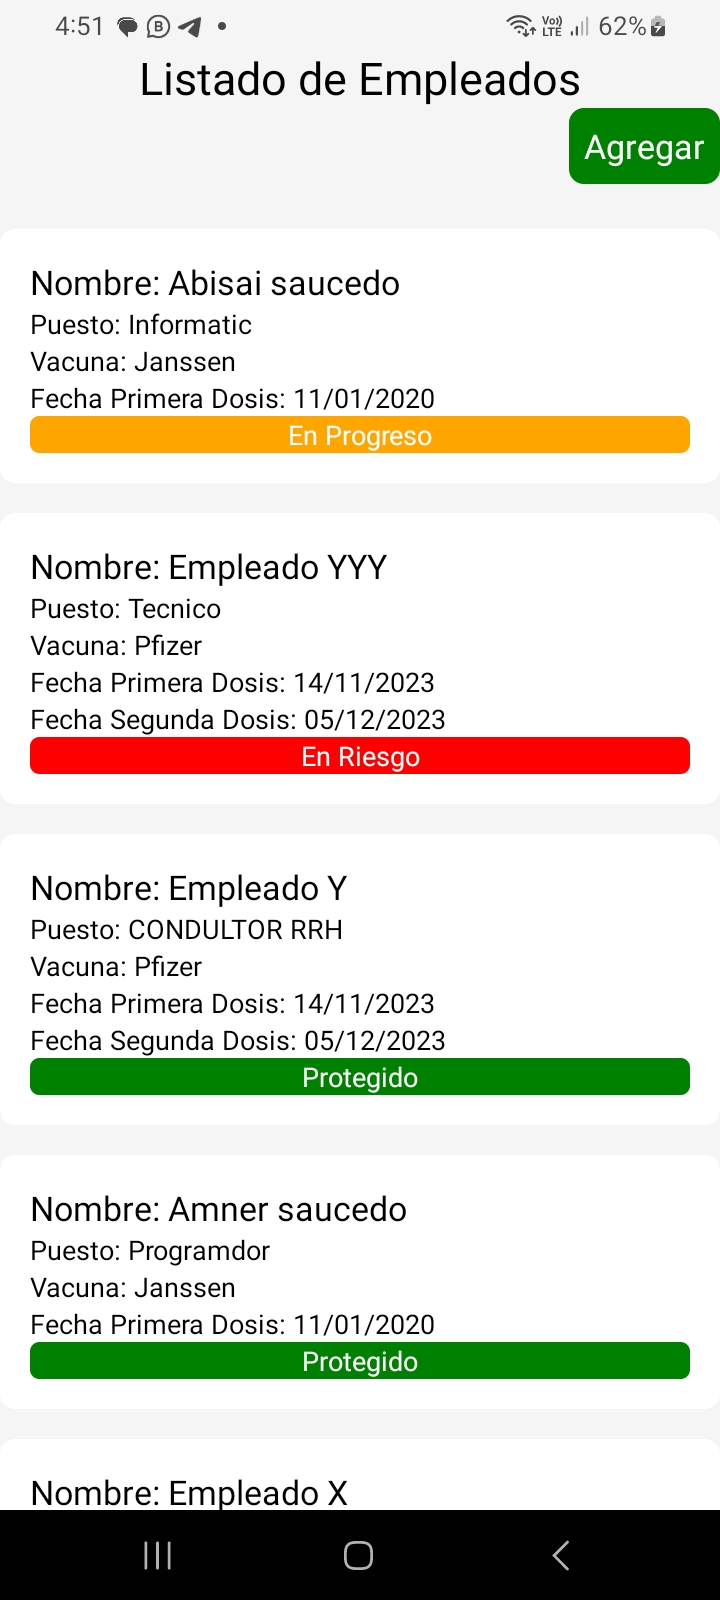 4:51
Vo))
LTE
62%
Listado de Empleados
Agregar
Nombre: Abisai saucedo
Puesto: Informatic
Vacuna: Janssen
Fecha Primera Dosis: 11/01/2020
En Progreso
Nombre: Empleado YYY
Puesto: Tecnico
Vacuna: Pfizer
Fecha Primera Dosis: 14/11/2023
Fecha Segunda Dosis: 05/12/2023
En Riesgo
Nombre: Empleado Y
Puesto: CONDULTOR RRH
Vacuna: Pfizer
Fecha Primera Dosis: 14/11/2023
Fecha Segunda Dosis: 05/12/2023
Protegido
Nombre: Amner saucedo
Puesto: Programdor
Vacuna: Janssen
Fecha Primera Dosis: 11/01/2020
Protegido
Nombre: Empleado X